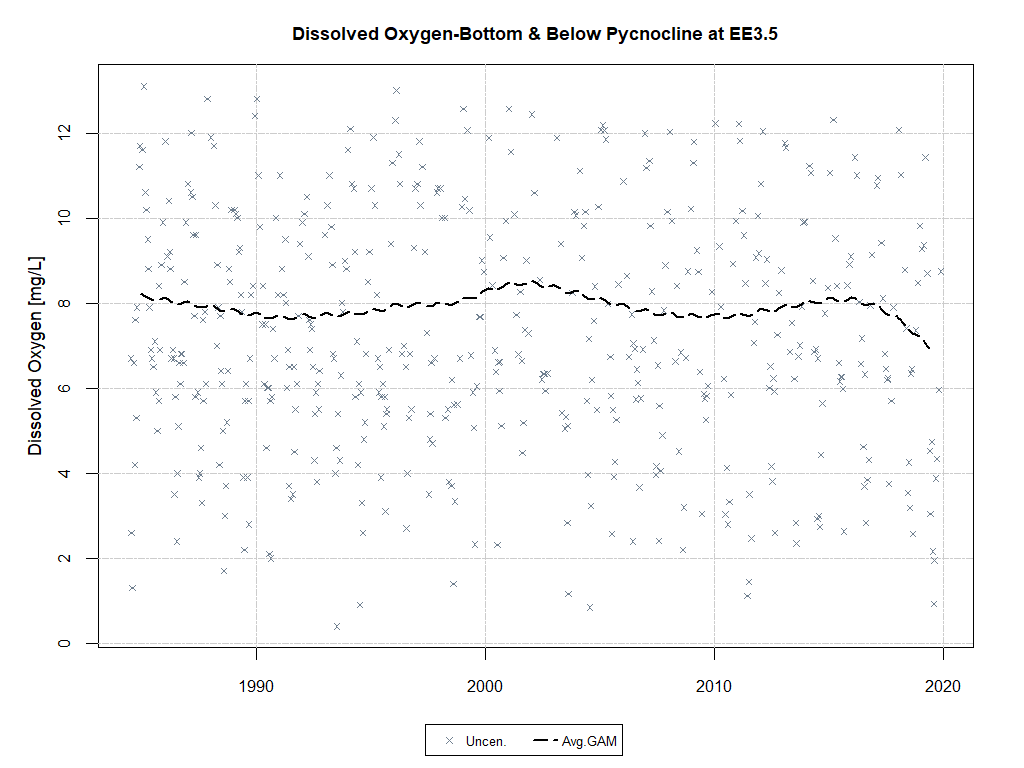 Dissolved Oxygen-Bottom & Below Pycnocline at EE3.5
Dissolved Oxygen [mg/L]
12
10
8
6
4
2
0
1990 2000 2010 2020
Uncen. Avg.GAM